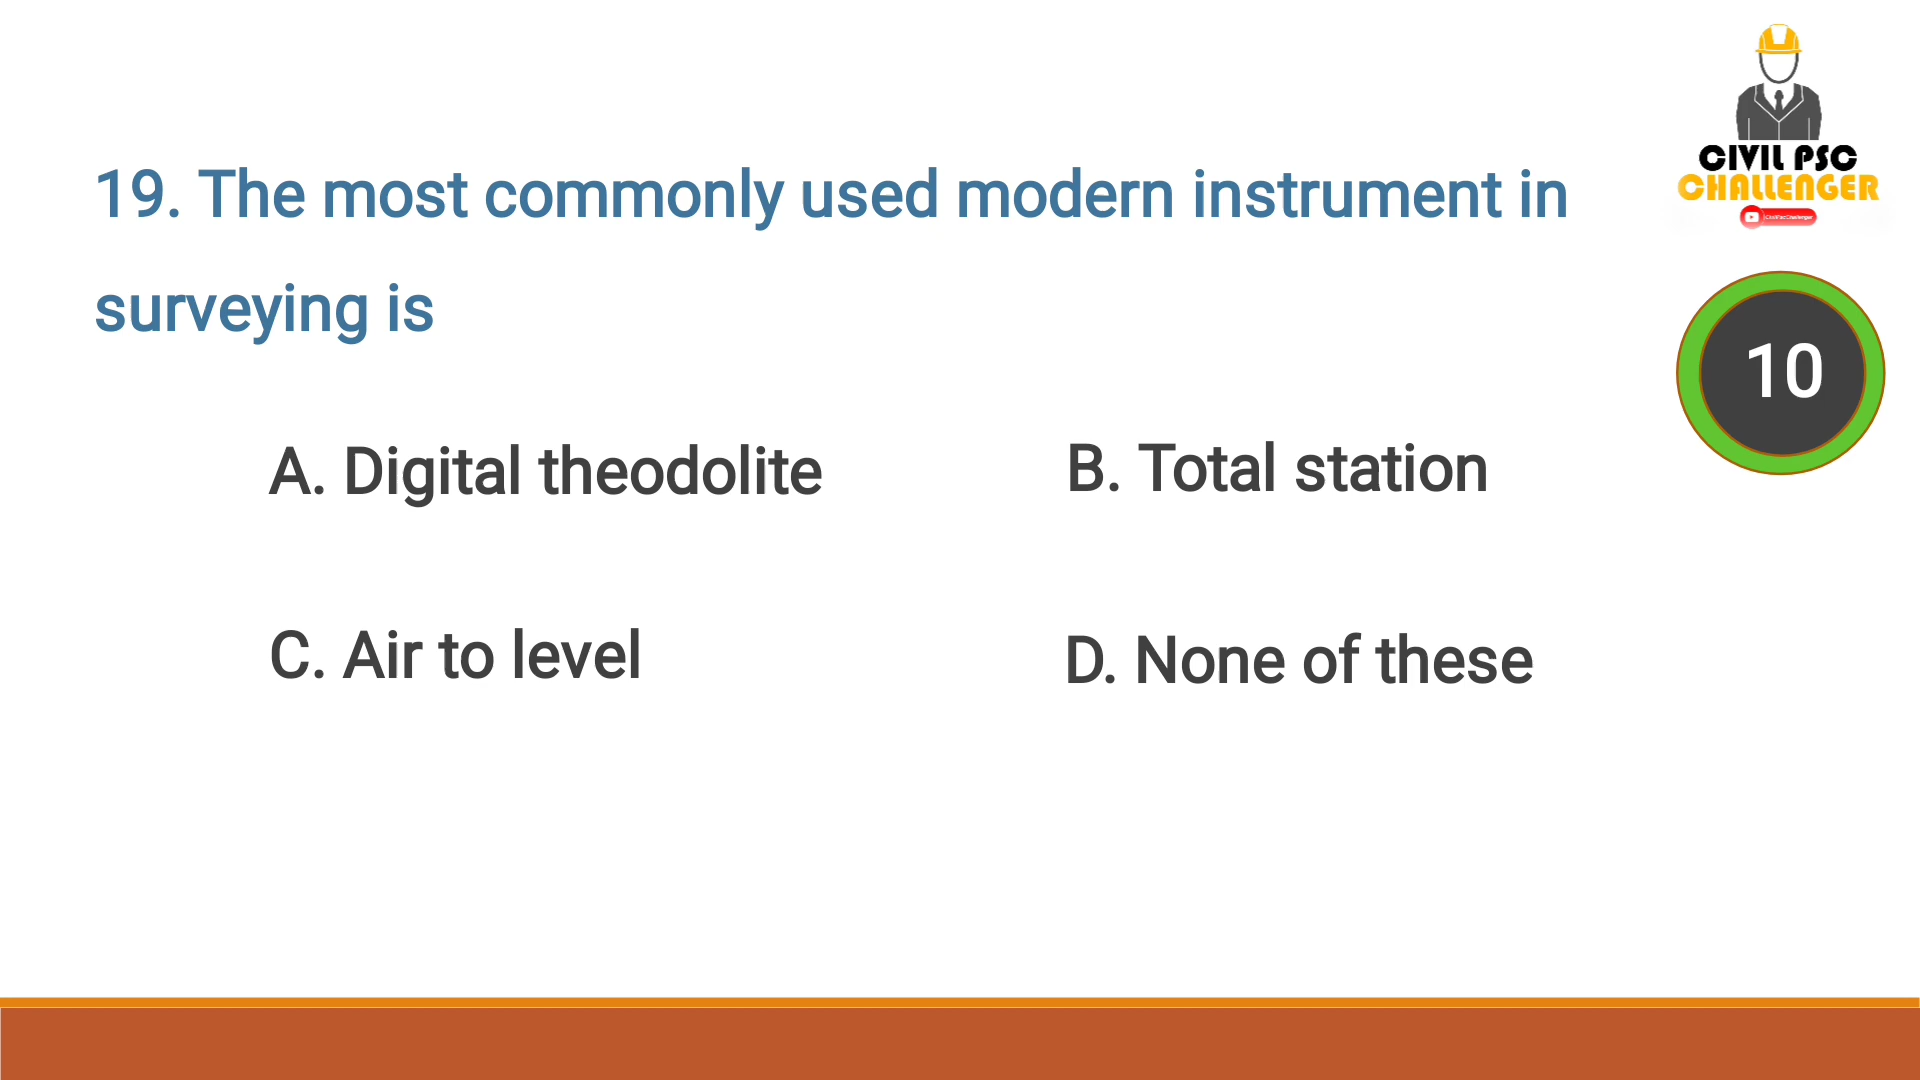 CIVIL PSC
CHALLENGER
19. The most commonly used modern instrument in
surveying is
10
A. Digital theodolite
B. Total station
C. Air to level
D. None of these